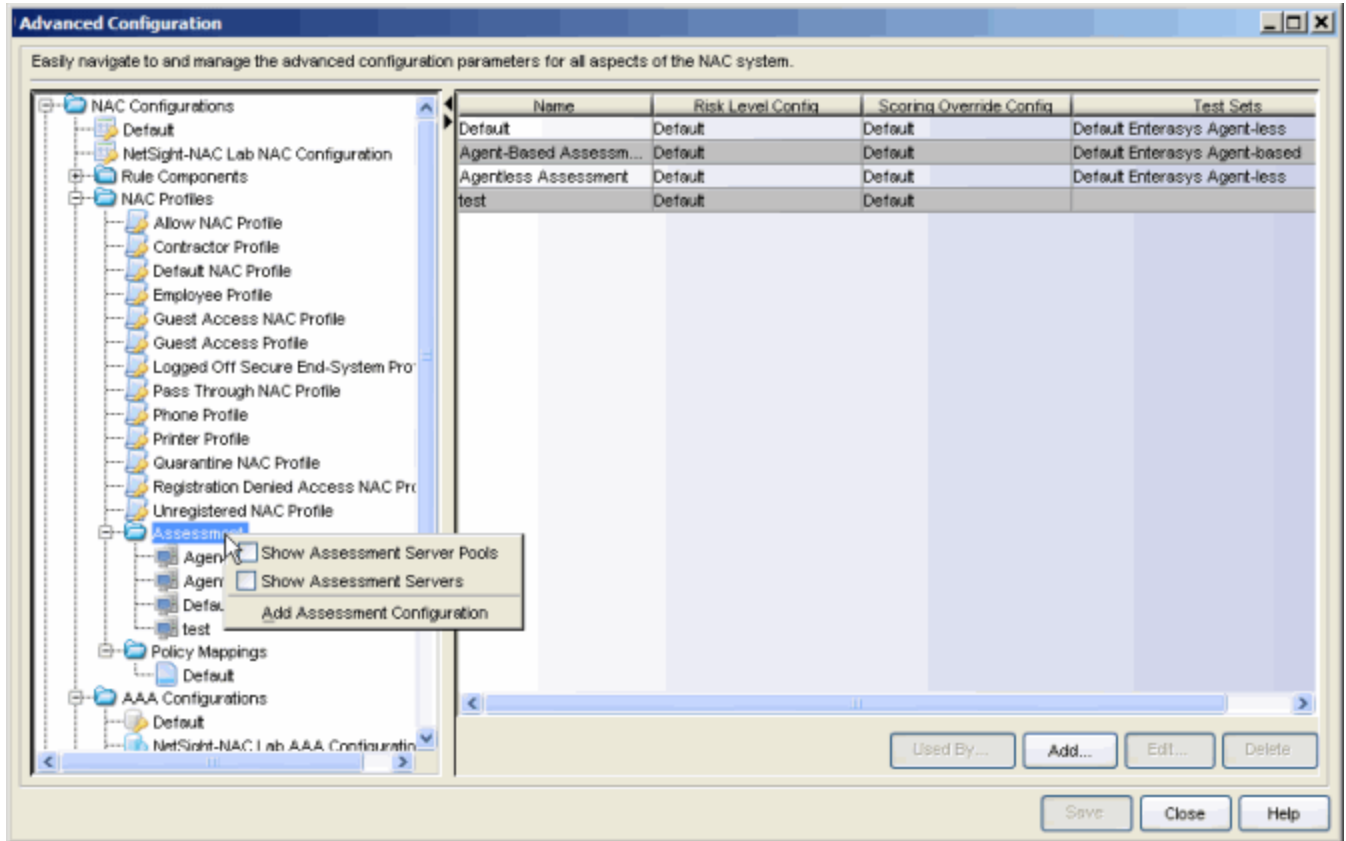 Advanced Configuration
Easily navigate to and manage the advanced configuration parameters for all aspects of the NAC system.
NAC Configurations
Default
NetSight-NAC Lab NAC Configuration
Rule Components
NAC Profiles
Allow NAC Profile
Contractor Profile
Default NAC Profile
Employee Profile
Guest Access NAC Profile
Guest Access Profile
Logged Off Secure End-System Pro
Pass Through NAC Profile
Phone Profile
Printer Profile
Quarantine NAC Profile
Registration Denied Access NAC Pr
Unregistered NAC Profile
Assessment
Agen
Agen
Defau
test
Policy Mappings
Default
AAA Configurations
Default
NetSight-NAC Lab AAA Configuratio
Show Assessment Server Pools
Show Assessment Servers
Add Assessment Configuration
Name Risk Level Config Scoring Override Config Test Sets
Default Default Default Default Enterasys Agent-less
Agent-Based Assessm... Default Default Default Enterasys Agent-based
Agentless Assessment Default Default Default Enterasys Agent-less
test Default Default
Used By... Add... Edit... Delete
Save Close Help